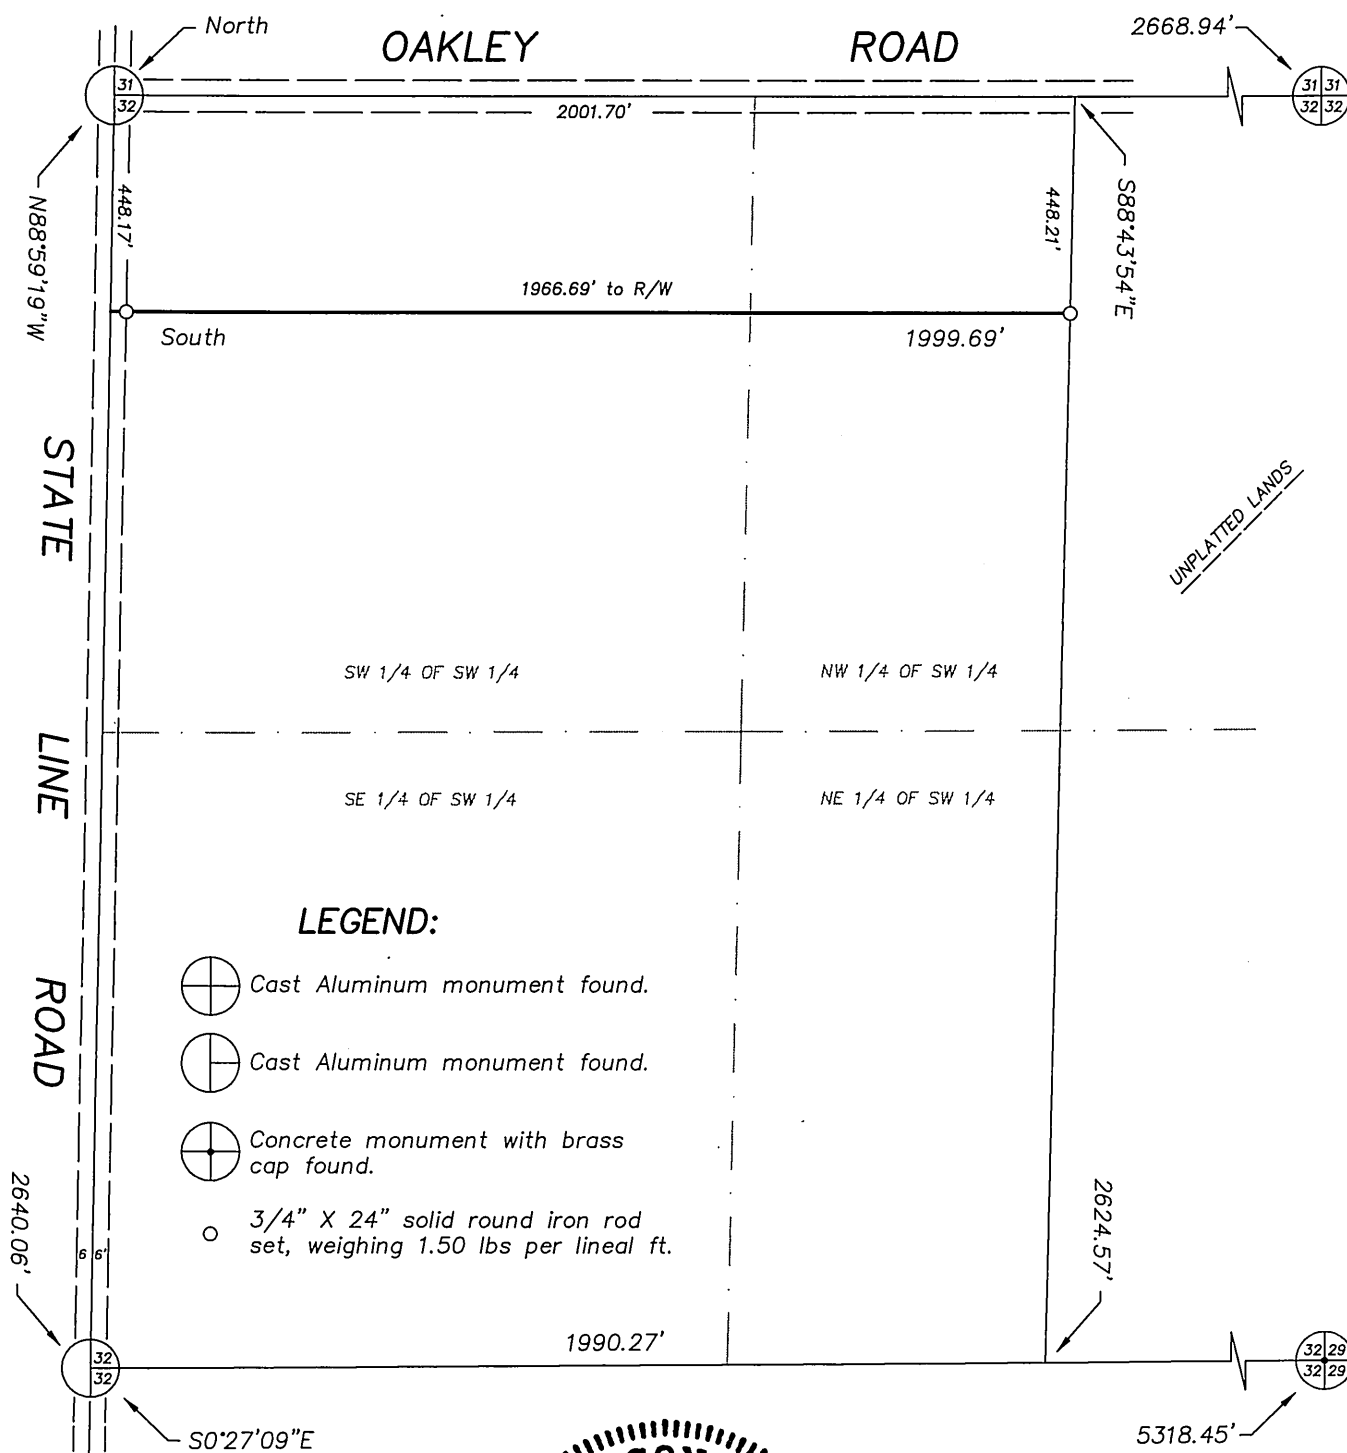 North
OAKLEY ROAD
2668.94'
31
32
31 31
32 32
2001.70'
448.17'
448.21'
N88°59'19"W
S88°43'54"E
1966.69' to R/W
South
1999.69'
STATE LINE ROAD
UNPLATTED LANDS
SW 1/4 OF SW 1/4
NW 1/4 OF SW 1/4
SE 1/4 OF SW 1/4
NE 1/4 OF SW 1/4
LEGEND:
Cast Aluminum monument found.
Cast Aluminum monument found.
Concrete monument with brass
cap found.
3/4" X 24" solid round iron rod
set, weighing 1.50 lbs per lineal ft.
2640.06'
6 6'
2624.57'
1990.27'
32
32
32 29
32 29
S0°27'09"E
5318.45'